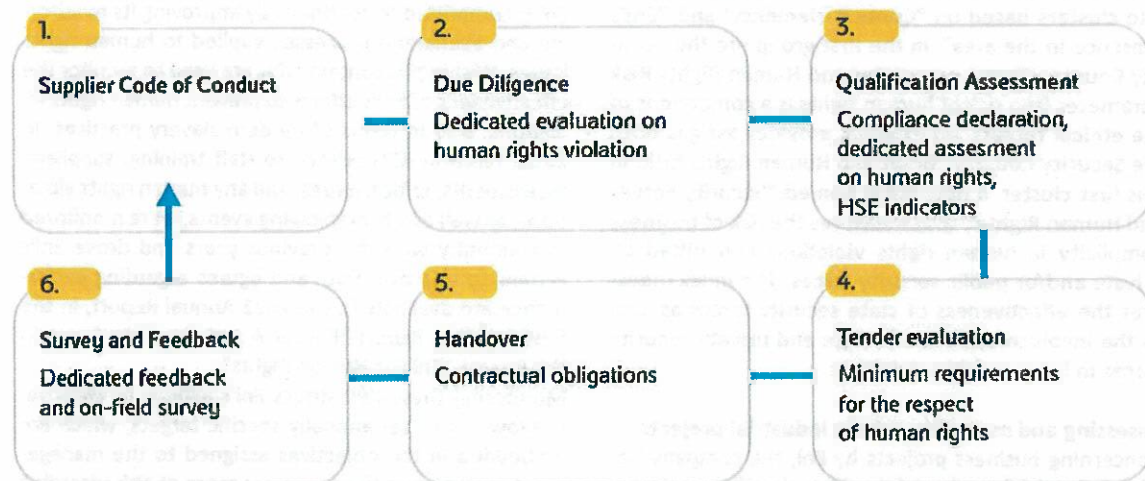 1.
Supplier Code of Conduct
2.
Due Diligence
Dedicated evaluation on
human rights violation
3.
Qualification Assessment
Compliance declaration,
dedicated assesment
on human rights,
HSE indicators
6.
Survey and Feedback
Dedicated feedback
and on-field survey
5.
Handover
Contractual obligations
4.
Tender evaluation
Minimum requirements
for the respect
of human rights